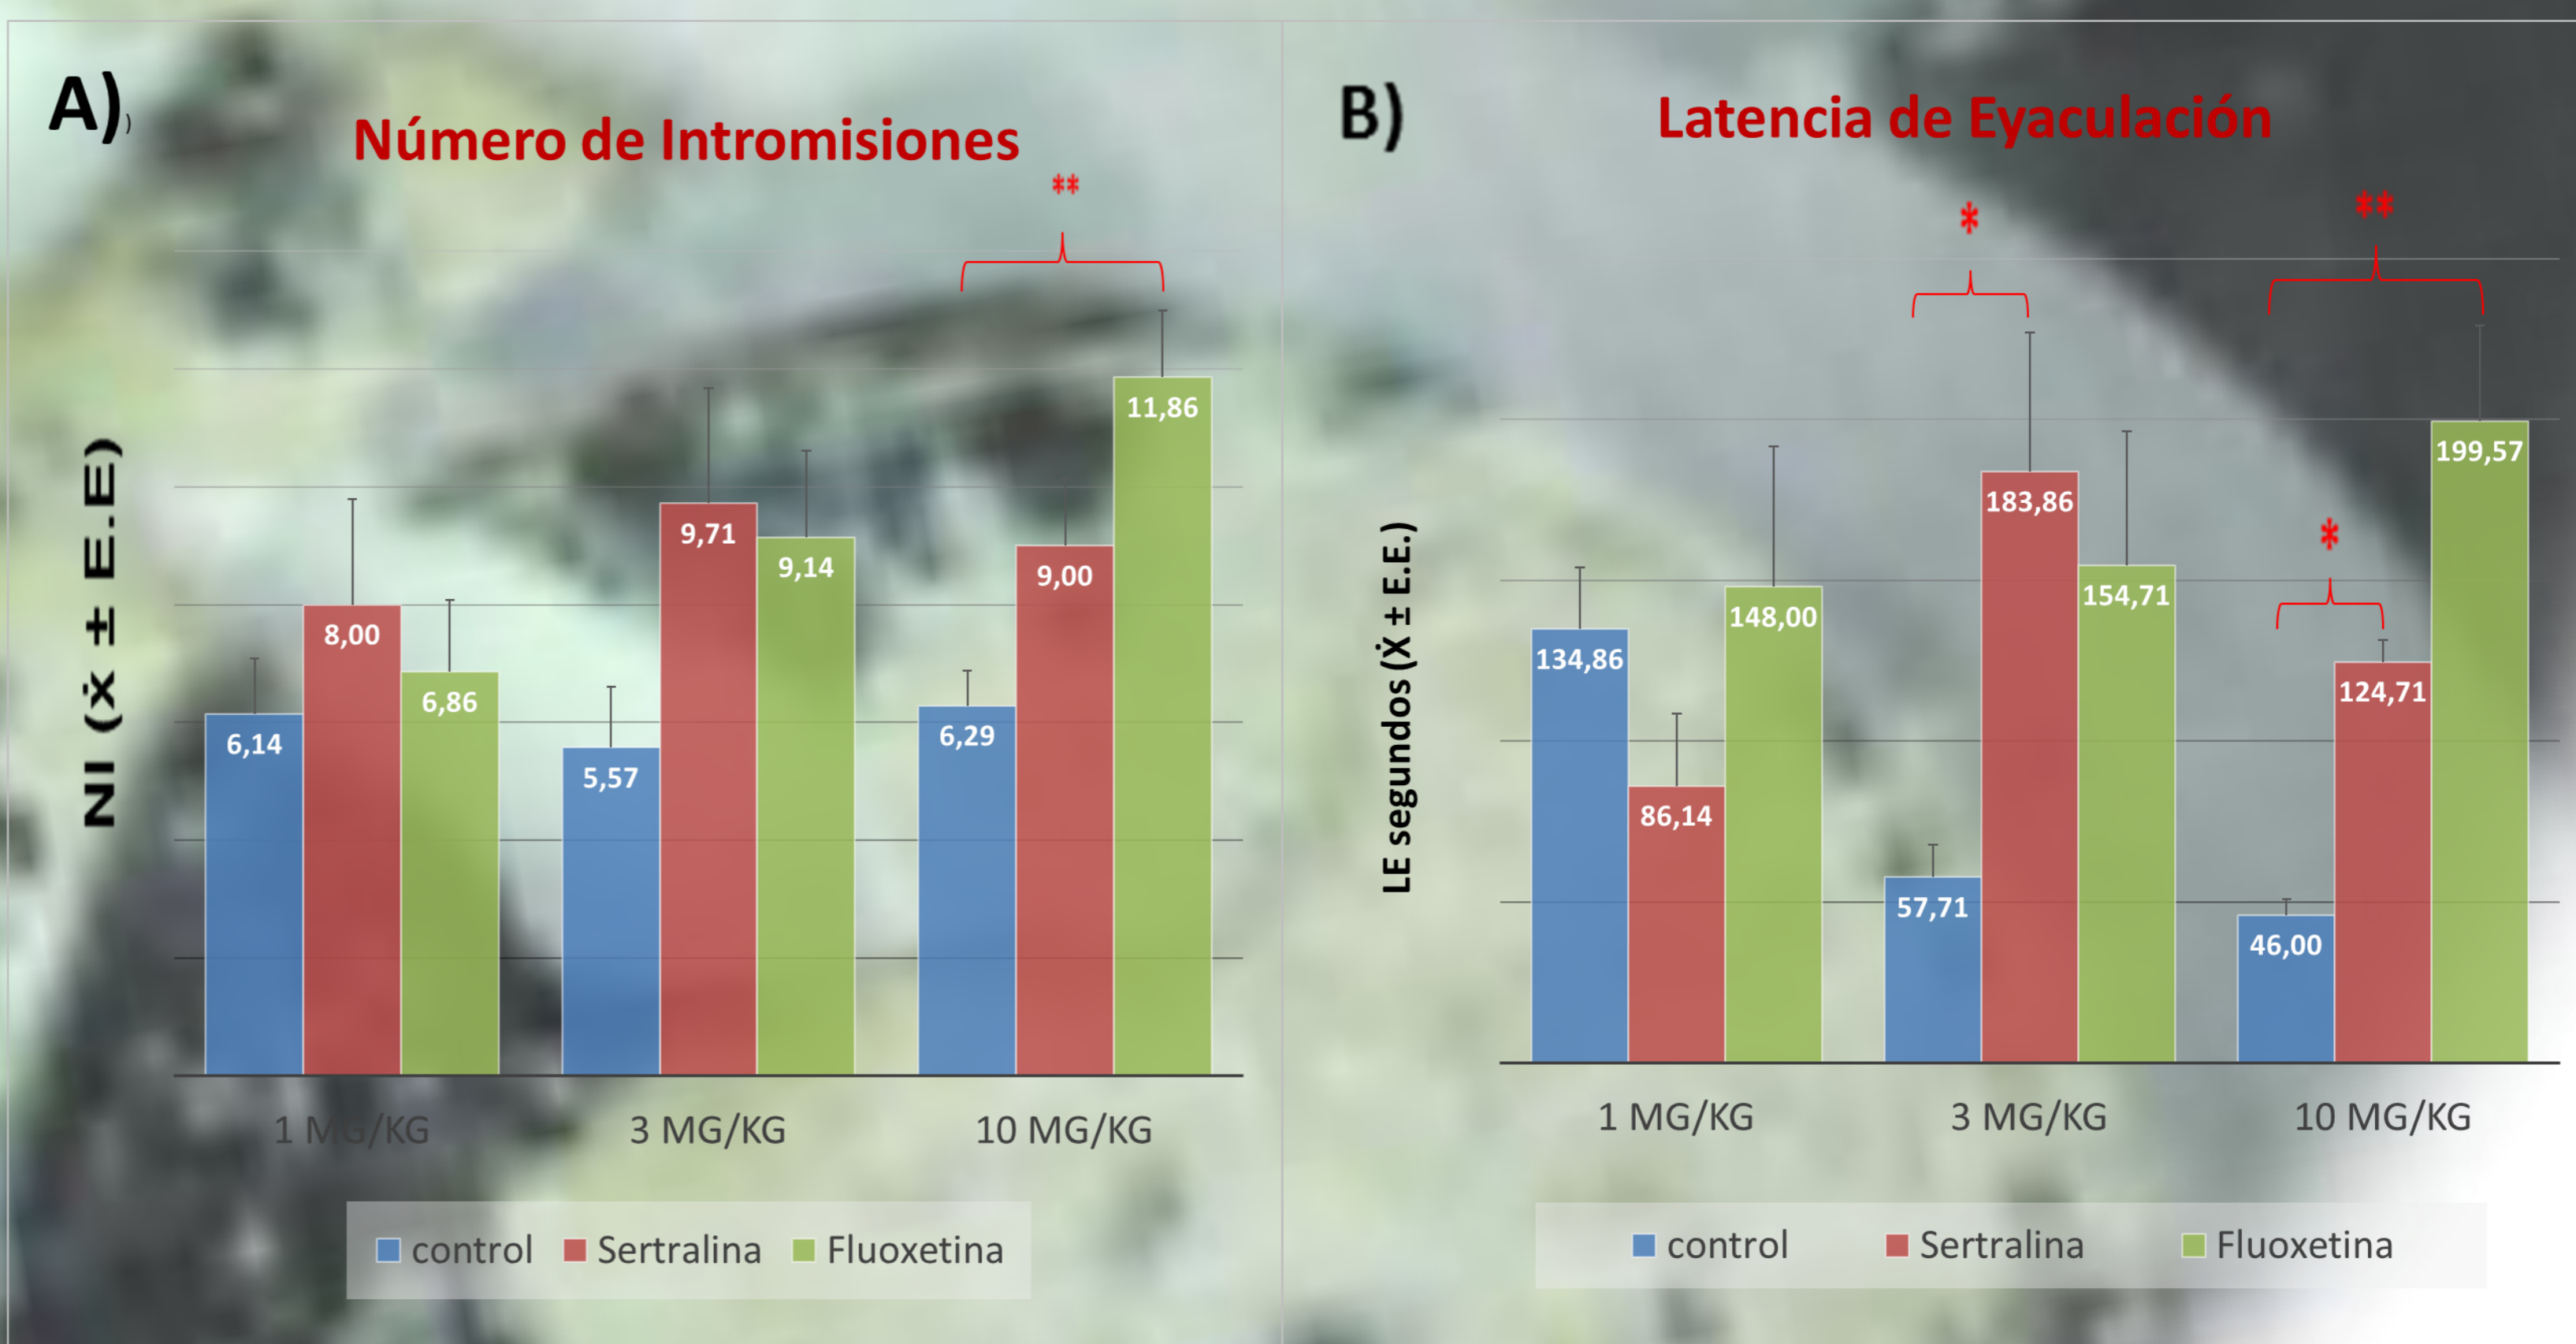 A))
Número de Intromisiones
**
NI (ẋ ± E.E)
6,14
8,00
6,86
5,57
9,71
9,14
6,29
9,00
11,86
1 MG/KG
3 MG/KG
10 MG/KG
control
Sertralina
Fluoxetina
B)
Latencia de Eyaculación
*
**
*
LE segundos (Ẋ ± E.E.)
134,86
86,14
148,00
57,71
183,86
154,71
46,00
124,71
199,57
1 MG/KG
3 MG/KG
10 MG/KG
control
Sertralina
Fluoxetina